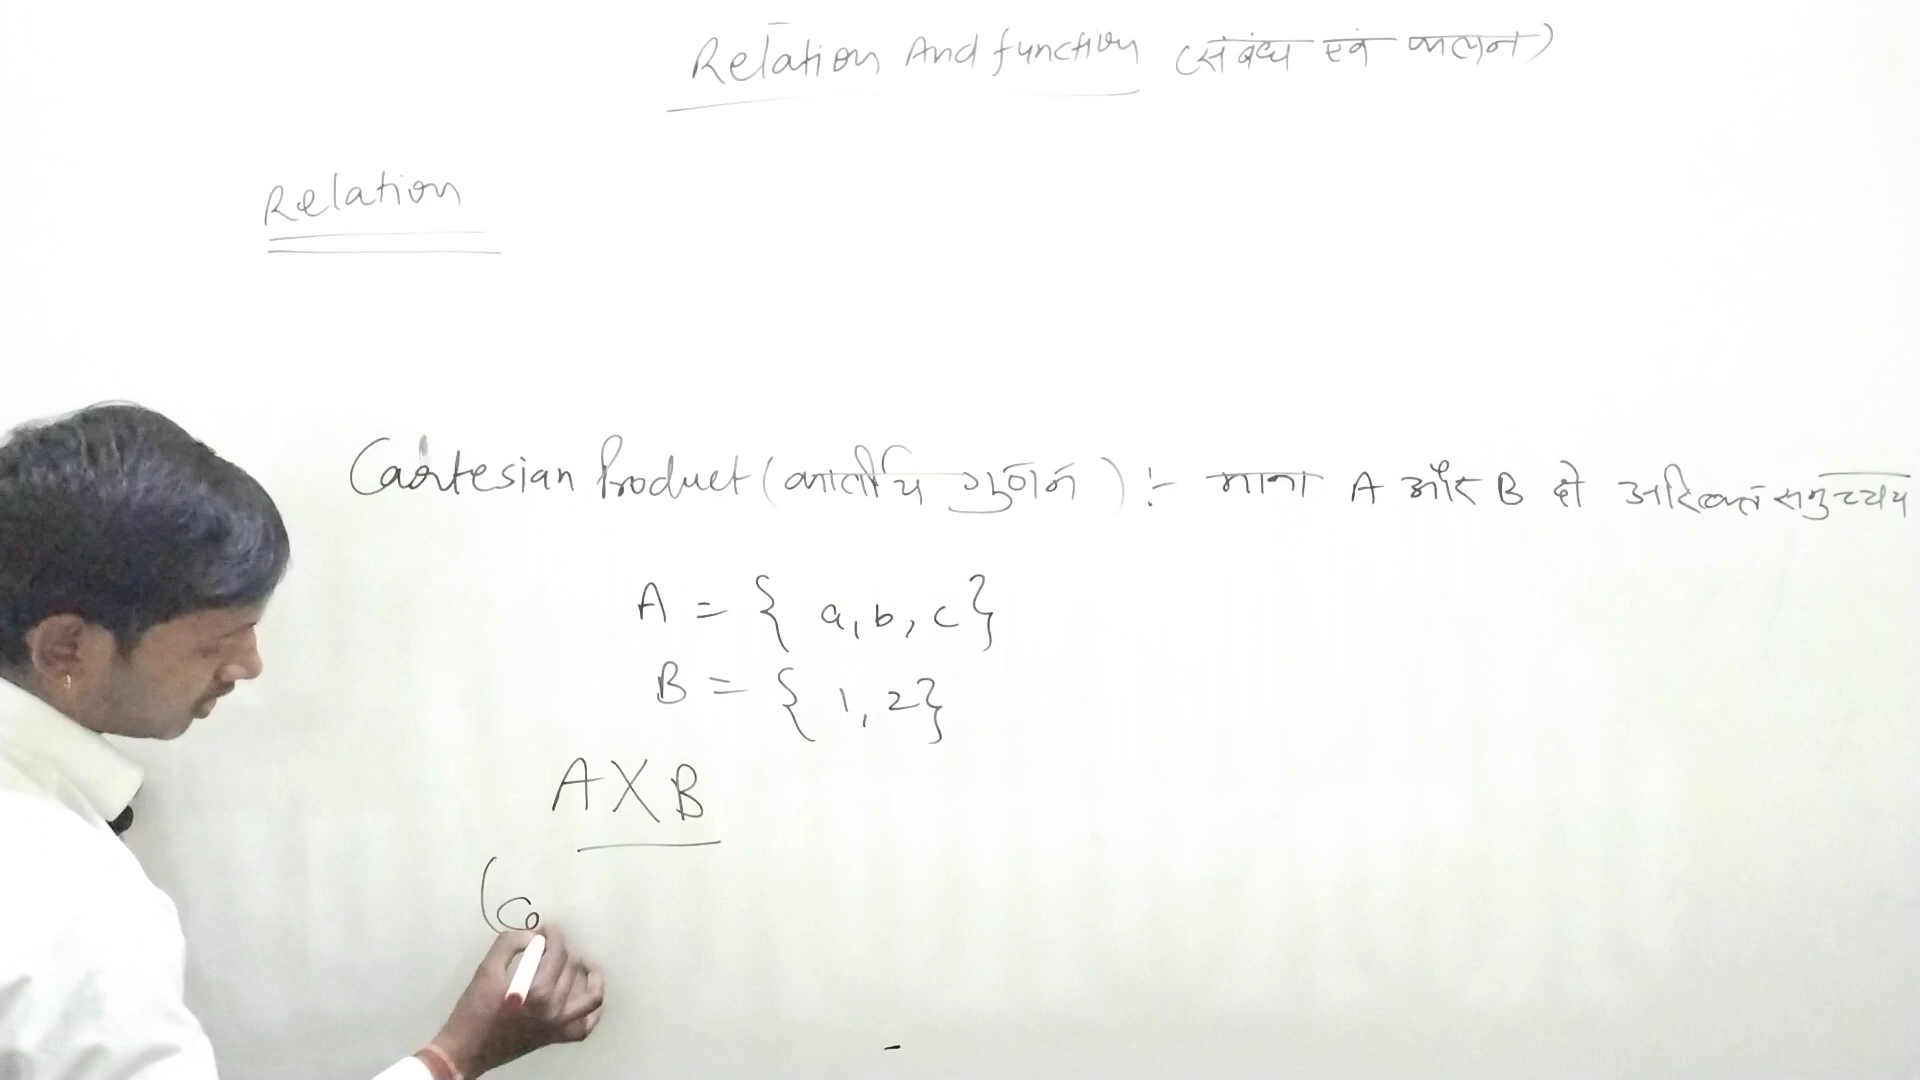 Relation And function (संबंध एवं फलन)
Relation
Cartesian Product (कार्तीय गुणन) :- माना A और B दो अरिक्त समुच्चय
A = { a, b, c}
B = { 1, 2}
A X B
(a